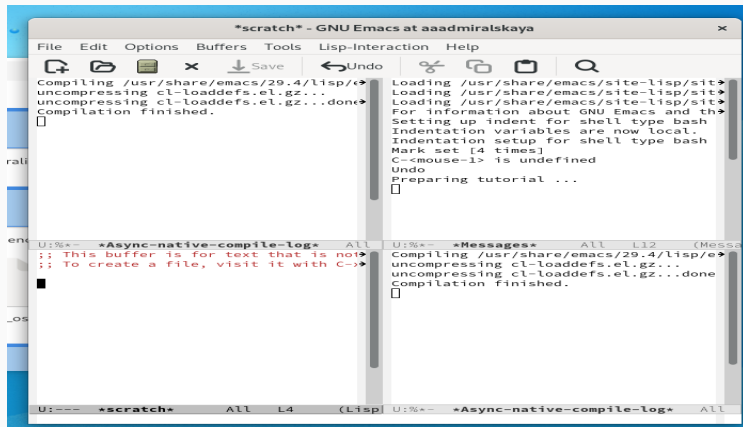 *scratch* - GNU Emacs at aaadmiralskaya
File Edit Options Buffers Tools Lisp-Interaction Help
Save Undo
Compiling /usr/share/emacs/29.4/lisp/e
uncompressing cl-loaddefs.el.gz...
uncompressing cl-loaddefs.el.gz...done
Compilation finished.
U:%*- *Async-native-compile-log* All
Loading /usr/share/emacs/site-lisp/sit
Loading /usr/share/emacs/site-lisp/sit
Loading /usr/share/emacs/site-lisp/sit
For information about GNU Emacs and th
Setting up indent for shell type bash
Indentation variables are now local.
Indentation setup for shell type bash
Mark set [4 times]
C-<mouse-1> is undefined
Undo
Preparing tutorial ...
U:%*- *Messages* All L12 (Messa
;; This buffer is for text that is not
;; To create a file, visit it with C-x
U:--- *scratch* All L4 (Lisp
Compiling /usr/share/emacs/29.4/lisp/e
uncompressing cl-loaddefs.el.gz...
uncompressing cl-loaddefs.el.gz...done
Compilation finished.
U:%*- *Async-native-compile-log* All
rali
enc
_os